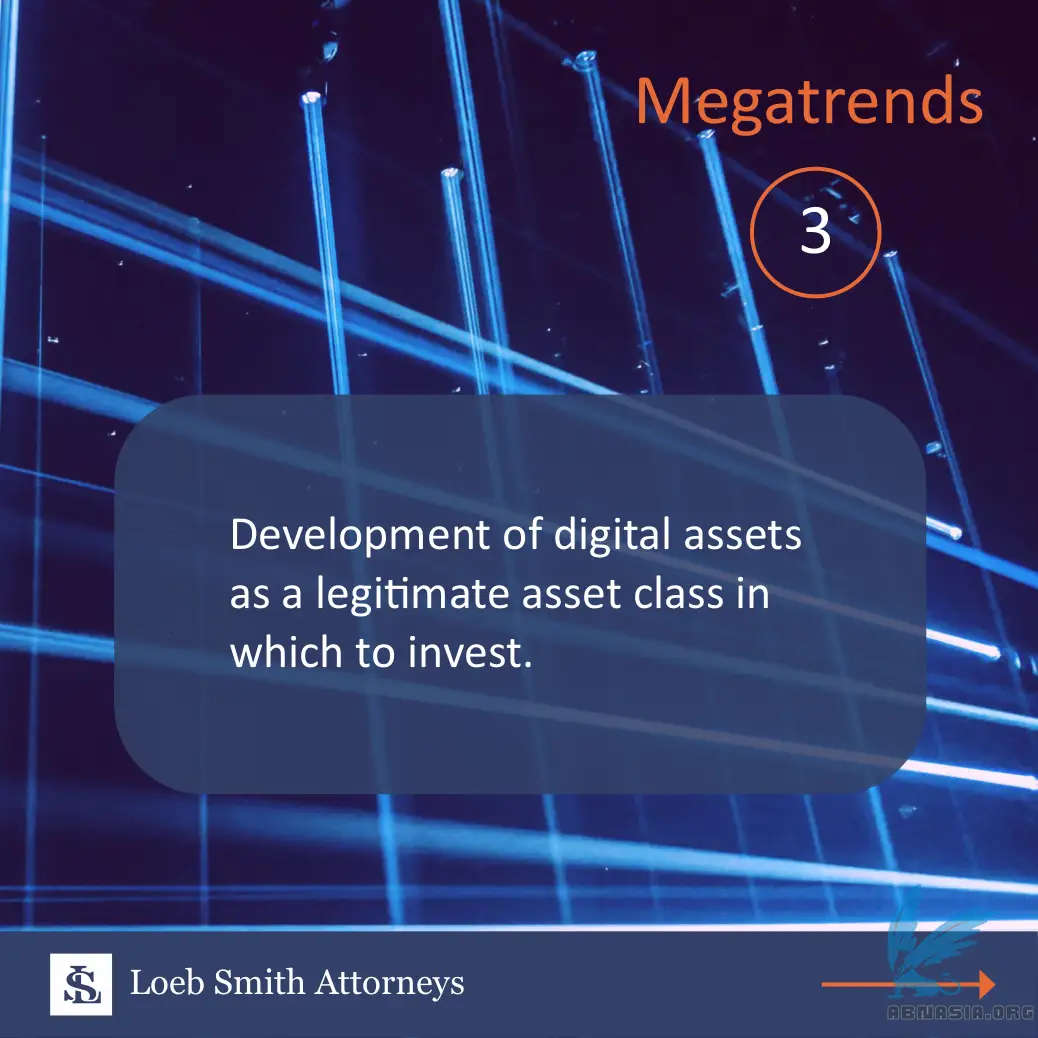 Megatrends
3
Development of digital assets
as a legitimate asset class in
which to invest.
LS Loeb Smith Attorneys
ABNASIA.ORG